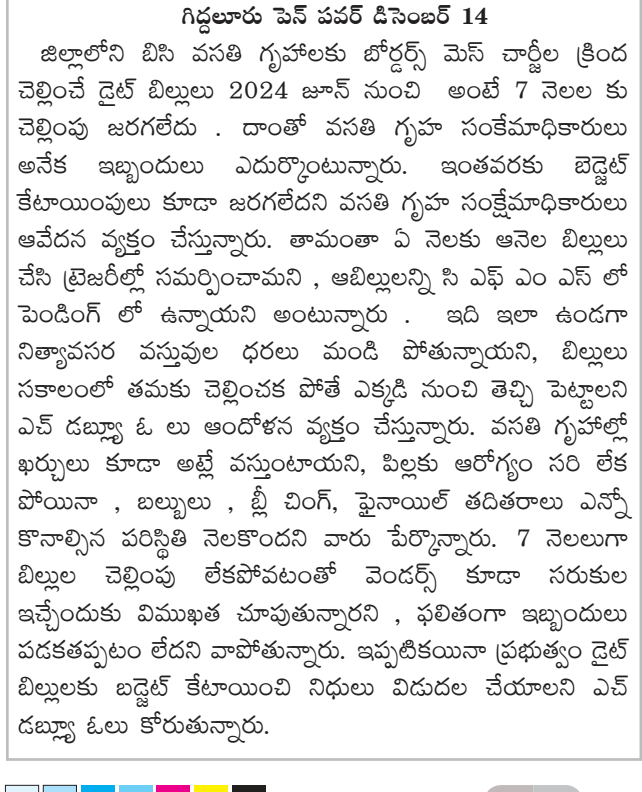 గిద్దలూరు పెన్ పవర్ డిసెంబర్ 14
జిల్లాలోని బిసి వసతి గృహాలకు బోర్డర్స్ మెస్ చార్జీల క్రింద
చెల్లించే డైట్ బిల్లులు 2024 జూన్ నుంచి అంటే 7 నెలల కు
చెల్లింపు జరగలేదు . దాంతో వసతి గృహ సంకేమాధికారులు
అనేక ఇబ్బందులు ఎదుర్కొంటున్నారు. ఇంతవరకు బెడ్జెట్
కేటాయింపులు కూడా జరగలేదని వసతి గృహ సంక్షేమాధికారులు
ఆవేదన వ్యక్తం చేస్తున్నారు. తామంతా ఏ నెలకు ఆనెల బిల్లులు
చేసి ట్రెజరీల్లో సమర్పించామని , ఆబిల్లులన్ని సి ఎఫ్ ఎం ఎస్ లో
పెండింగ్ లో ఉన్నాయని అంటున్నారు . ఇది ఇలా ఉండగా
నిత్యావసర వస్తువుల ధరలు మండి పోతున్నాయని, బిల్లులు
సకాలంలో తమకు చెల్లించక పోతే ఎక్కడి నుంచి తెచ్చి పెట్టాలని
ఎచ్ డబ్ల్యూ ఓ లు ఆందోళన వ్యక్తం చేస్తున్నారు. వసతి గృహాల్లో
ఖర్చులు కూడా అట్లే వస్తుంటాయని, పిల్లకు ఆరోగ్యం సరి లేక
పోయినా , బల్బులు , బ్లీ చింగ్, ఫైనాయిల్ తదితరాలు ఎన్నో
కొనాల్సిన పరిస్థితి నెలకొందని వారు పేర్కొన్నారు. 7 నెలలుగా
బిల్లుల చెల్లింపు లేకపోవటంతో వెండర్స్ కూడా సరుకుల
ఇచ్చేందుకు విముఖత చూపుతున్నారని , ఫలితంగా ఇబ్బందులు
పడకతప్పటం లేదని వాపోతున్నారు. ఇప్పటికయినా ప్రభుత్వం డైట్
బిల్లులకు బడ్జెట్ కేటాయించి నిధులు విడుదల చేయాలని ఎచ్
డబ్ల్యూ ఓలు కోరుతున్నారు.